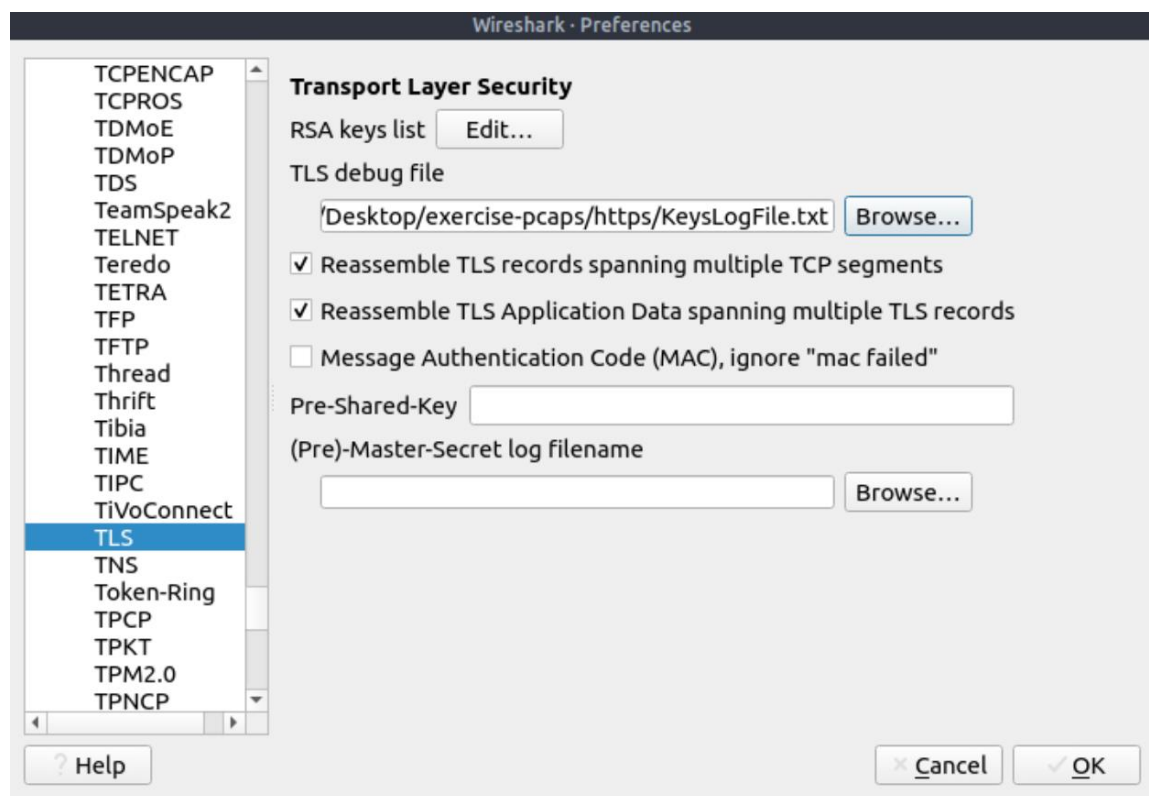 Wireshark · Preferences
TCPENCAP
TCPROS
TDMoE
TDMoP
TDS
TeamSpeak2
TELNET
Teredo
TETRA
TFP
TFTP
Thread
Thrift
Tibia
TIME
TIPC
TiVoConnect
TLS
TNS
Token-Ring
TPCP
TPKT
TPM2.0
TPNCP
Transport Layer Security
RSA keys list Edit...
TLS debug file
/Desktop/exercise-pcaps/https/KeysLogFile.txt Browse...
Reassemble TLS records spanning multiple TCP segments
Reassemble TLS Application Data spanning multiple TLS records
Message Authentication Code (MAC), ignore "mac failed"
Pre-Shared-Key
(Pre)-Master-Secret log filename
Browse...
? Help Cancel OK